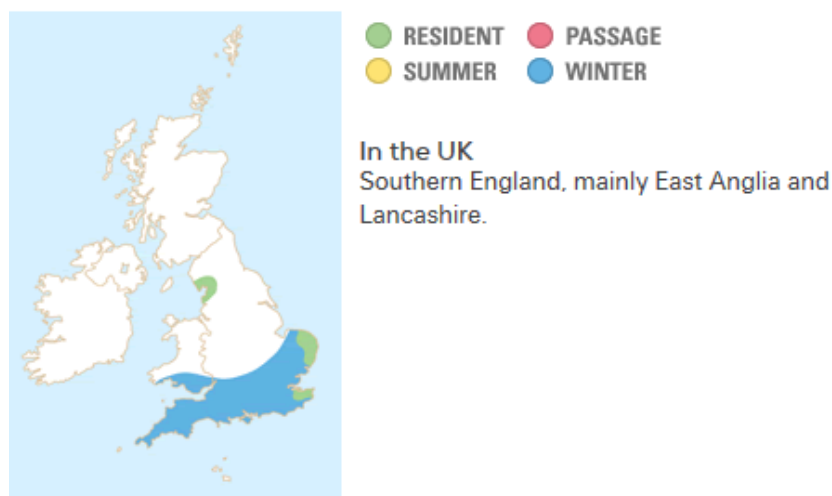 RESIDENT PASSAGE
SUMMER WINTER
In the UK
Southern England, mainly East Anglia and
Lancashire.